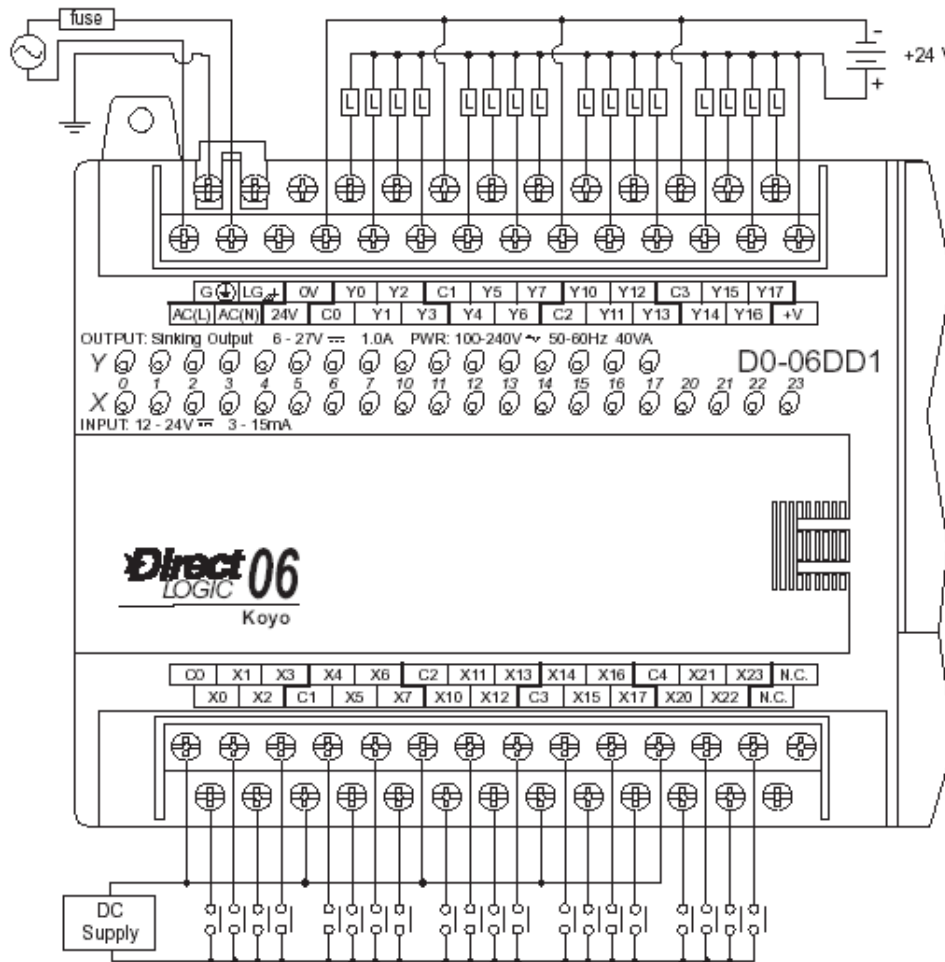 fuse
-
+24 V
+
L L L L L L L L L L L L L L L L
G LG 0V Y0 Y2 C1 Y5 Y7 Y10 Y12 C3 Y15 Y17
AC(L) AC(N) 24V C0 Y1 Y3 Y4 Y6 C2 Y11 Y13 Y14 Y16 +V
OUTPUT: Sinking Output 6 - 27V 1.0A PWR: 100-240V ~ 50-60Hz 40VA
Y
D0-06DD1
0 1 2 3 4 5 6 7 10 11 12 13 14 15 16 17 20 21 22 23
X
INPUT: 12 - 24V 3 - 15mA
Direct
LOGIC 06
Koyo
C0 X1 X3 X4 X6 C2 X11 X13 X14 X16 C4 X21 X23 N.C.
X0 X2 C1 X5 X7 X10 X12 C3 X15 X17 X20 X22 N.C.
DC
Supply